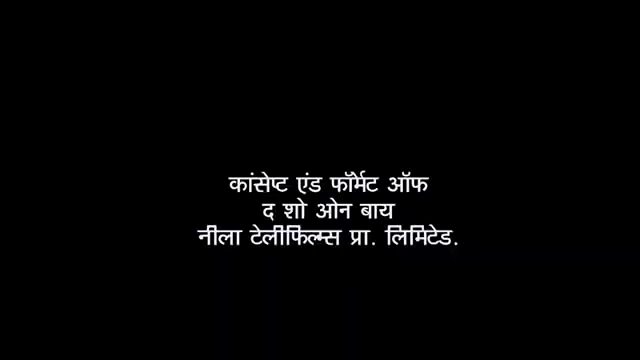 कांसेप्ट एंड फॉर्मेट ऑफ
द शो ओन बाय
नीला टेलीफिल्म्स प्रा. लिमिटेड.